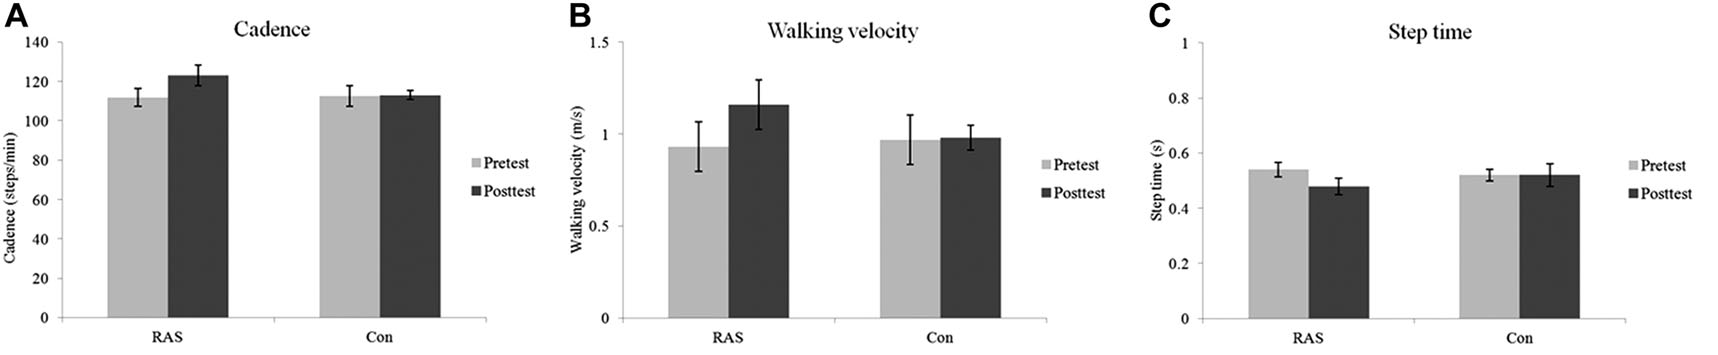 A
Cadence
140
120
100
80
60
40
20
0
Cadence (steps/min)
RAS
Con
Pretest
Posttest
B
Walking velocity
1.5
1
0.5
0
Walking velocity (m/s)
RAS
Con
Pretest
Posttest
C
Step time
1
0.8
0.6
0.4
0.2
0
Step time (s)
RAS
Con
Pretest
Posttest